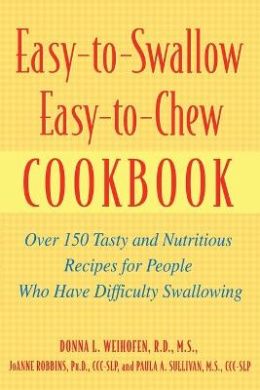 Easy-to-Swallow
Easy-to-Chew
COOKBOOK
Over 150 Tasty and Nutritious
Recipes for People
Who Have Difficulty Swallowing
DONNA L. WEIHOFEN, R.D., M.S.,
JOANNE ROBBINS, PH.D., CCC-SLP, and PAULA A. SULLIVAN, M.S., CCC-SLP